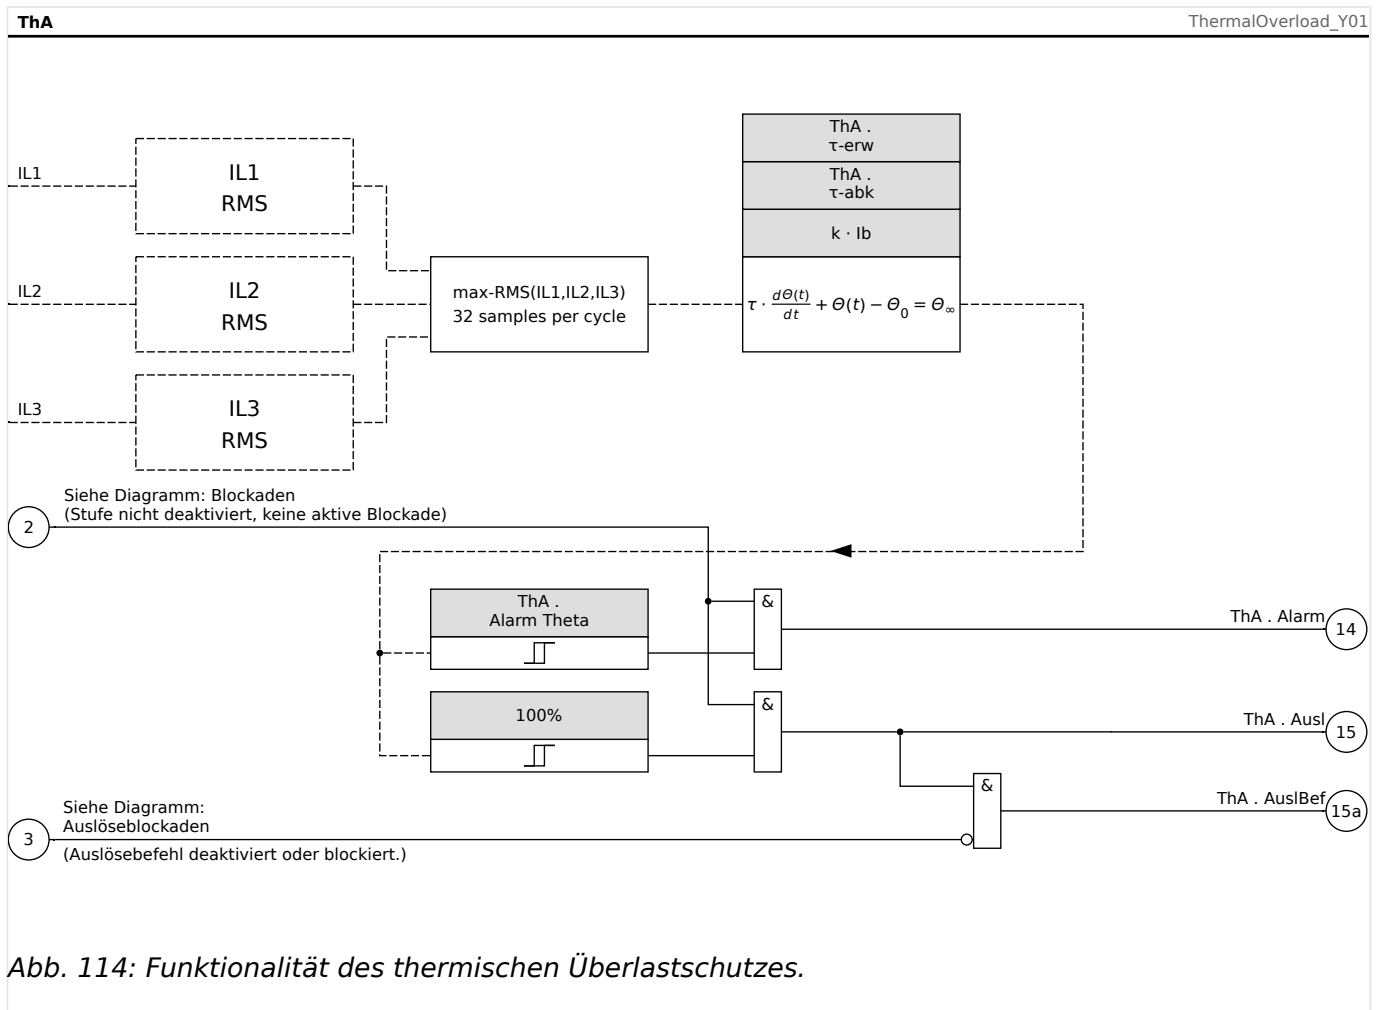 ThA
ThermalOverload_Y01
ThA .
τ-erw
ThA .
τ-abk
k · Ib
IL1
IL1
RMS
IL2
IL2
RMS
max-RMS(IL1,IL2,IL3)
32 samples per cycle
τ · dΘ(t)/dt + Θ(t) − Θ₀ = Θ∞
IL3
IL3
RMS
Siehe Diagramm: Blockaden
(Stufe nicht deaktiviert, keine aktive Blockade)
2
ThA .
Alarm Theta
&
ThA . Alarm
14
100%
&
ThA . Ausl
15
Siehe Diagramm:
Auslöseblockaden
3
(Auslösebefehl deaktiviert oder blockiert.)
&
ThA . AuslBef
15a
Abb. 114: Funktionalität des thermischen Überlastschutzes.